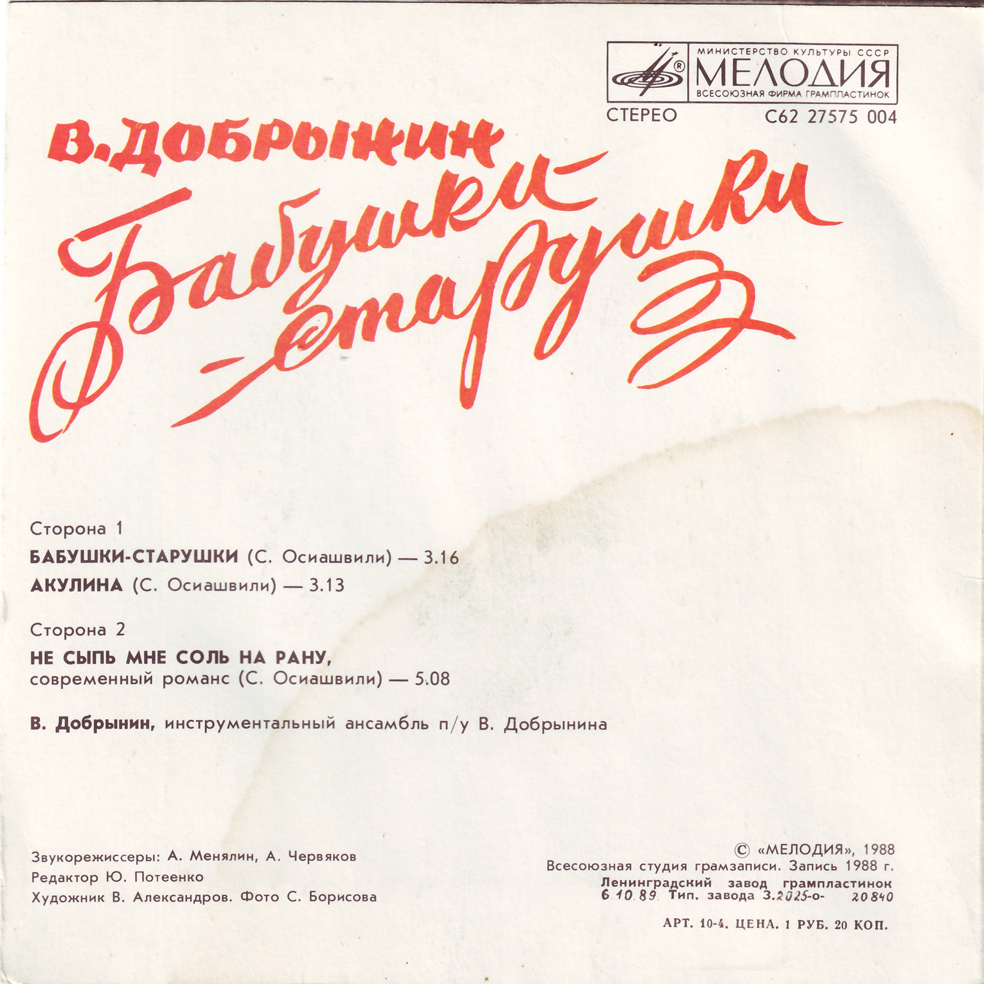 МИНИСТЕРСТВО КУЛЬТУРЫ СССР
МЕЛОДИЯ
®
ВСЕСОЮЗНАЯ ФИРМА ГРАМПЛАСТИНОК
СТЕРЕО С62 27575 004
В. ДОБРЫНИН
Бабушки-
-старушки
Сторона 1
БАБУШКИ-СТАРУШКИ (С. Осиашвили) — 3.16
АКУЛИНА (С. Осиашвили) — 3.13
Сторона 2
НЕ СЫПЬ МНЕ СОЛЬ НА РАНУ,
современный романс (С. Осиашвили) — 5.08
В. Добрынин, инструментальный ансамбль п/у В. Добрынина
Звукорежиссеры: А. Менялин, А. Червяков
Редактор Ю. Потеенко
Художник В. Александров. Фото С. Борисова
© «МЕЛОДИЯ», 1988
Всесоюзная студия грамзаписи. Запись 1988 г.
Ленинградский завод грампластинок
6.10.89. Тип. завода З.2025-0- 20840
АРТ. 10-4. ЦЕНА. 1 РУБ. 20 КОП.